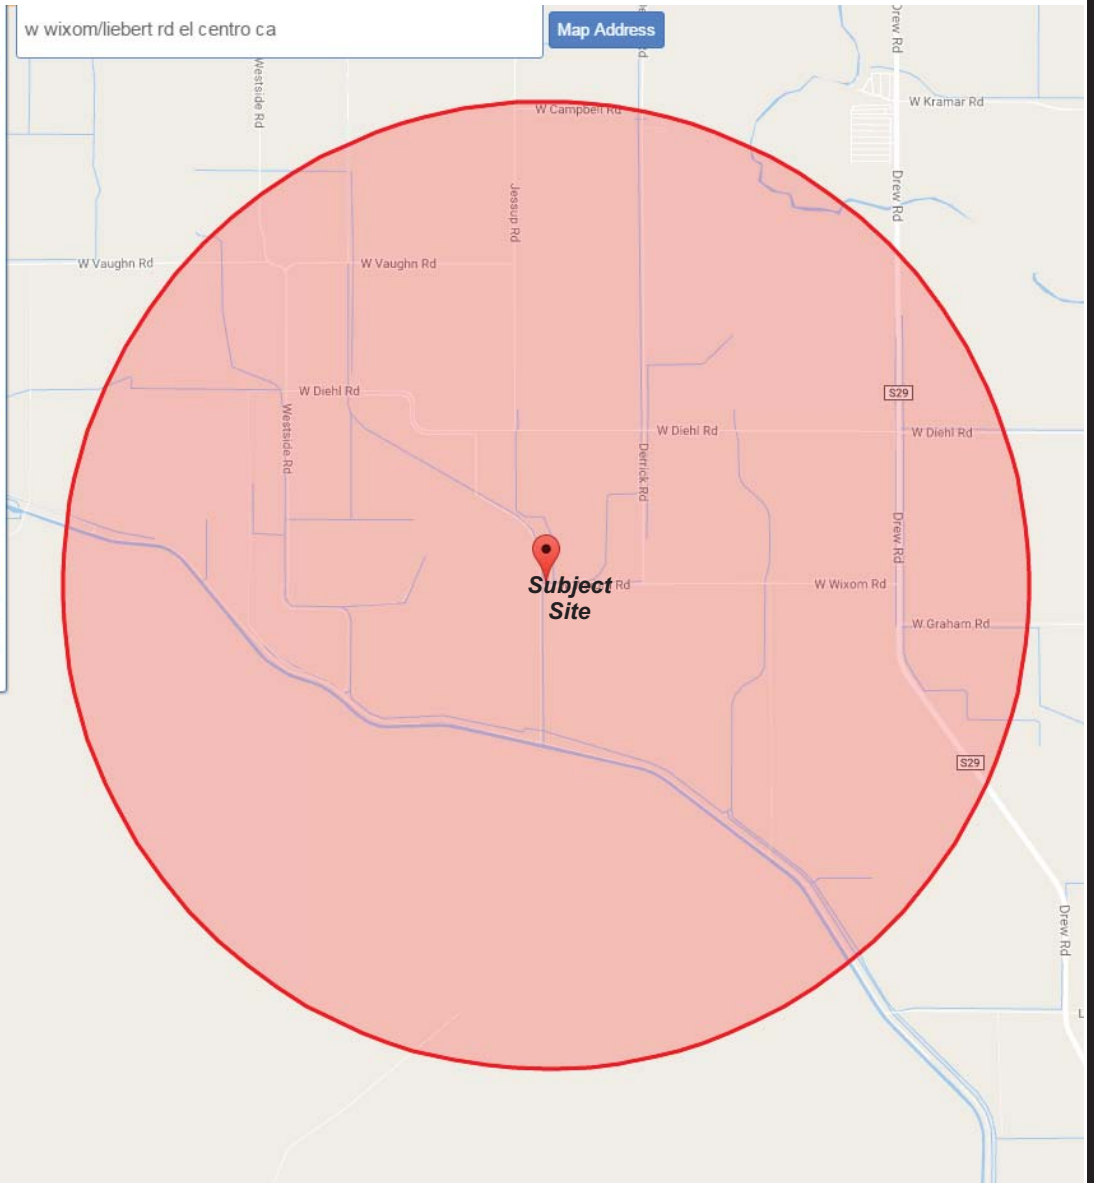 w wixom/liebert rd el centro ca
Map Address
Drew Rd
Rd
Westside Rd
W Kramar Rd
W Campbell Rd
Jessup Rd
Drew Rd
W Vaughn Rd
W Vaughn Rd
W Diehl Rd
S29
Westside Rd
W Diehl Rd
W Diehl Rd
Derrick Rd
Drew Rd
Subject
Site
Rd
W Wixom Rd
W Graham Rd
S29
Drew Rd
L